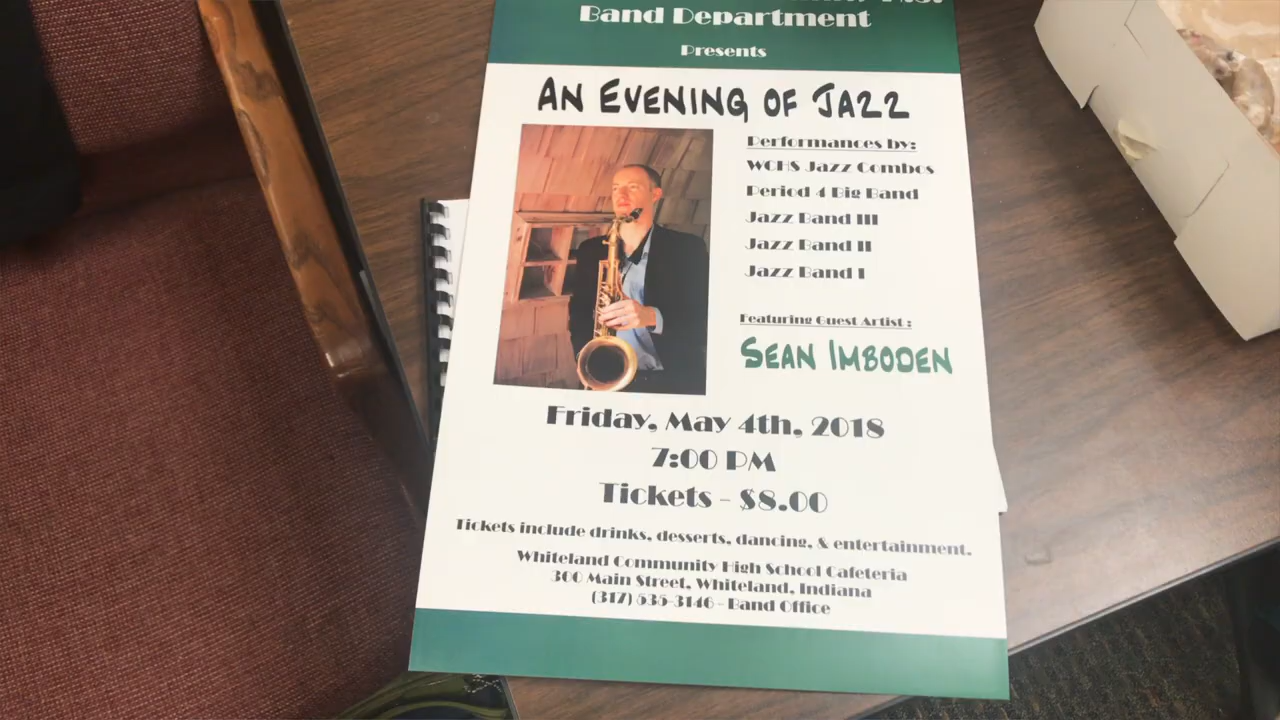 Band Department
Presents
AN EVENING OF JAZZ
Performances by:
WCHS Jazz Combos
Period 4 Big Band
Jazz Band III
Jazz Band II
Jazz Band I
Featuring Guest Artist:
SEAN IMBODEN
Friday, May 4th, 2018
7:00 PM
Tickets - $8.00
Tickets include drinks, desserts, dancing, & entertainment.
Whiteland Community High School Cafeteria
300 Main Street, Whiteland, Indiana
(317) 535-3146 - Band Office